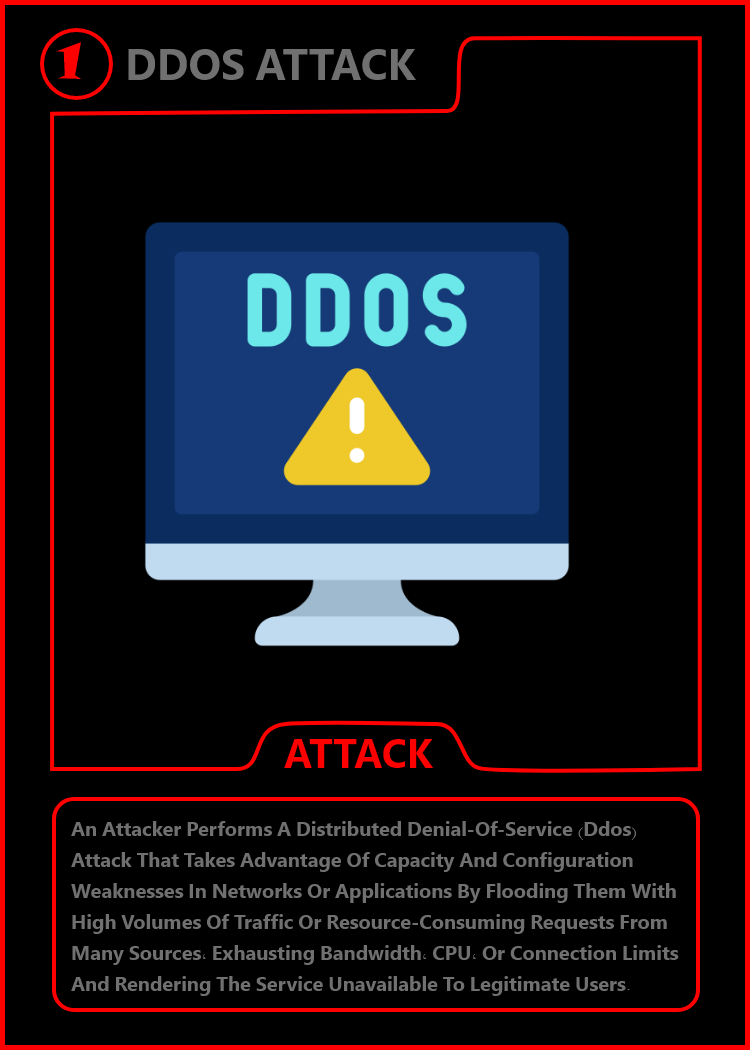 1 DDOS ATTACK
DDOS
!
ATTACK
An Attacker Performs A Distributed Denial-Of-Service (Ddos)
Attack That Takes Advantage Of Capacity And Configuration
Weaknesses In Networks Or Applications By Flooding Them With
High Volumes Of Traffic Or Resource-Consuming Requests From
Many Sources، Exhausting Bandwidth، CPU، Or Connection Limits
And Rendering The Service Unavailable To Legitimate Users.